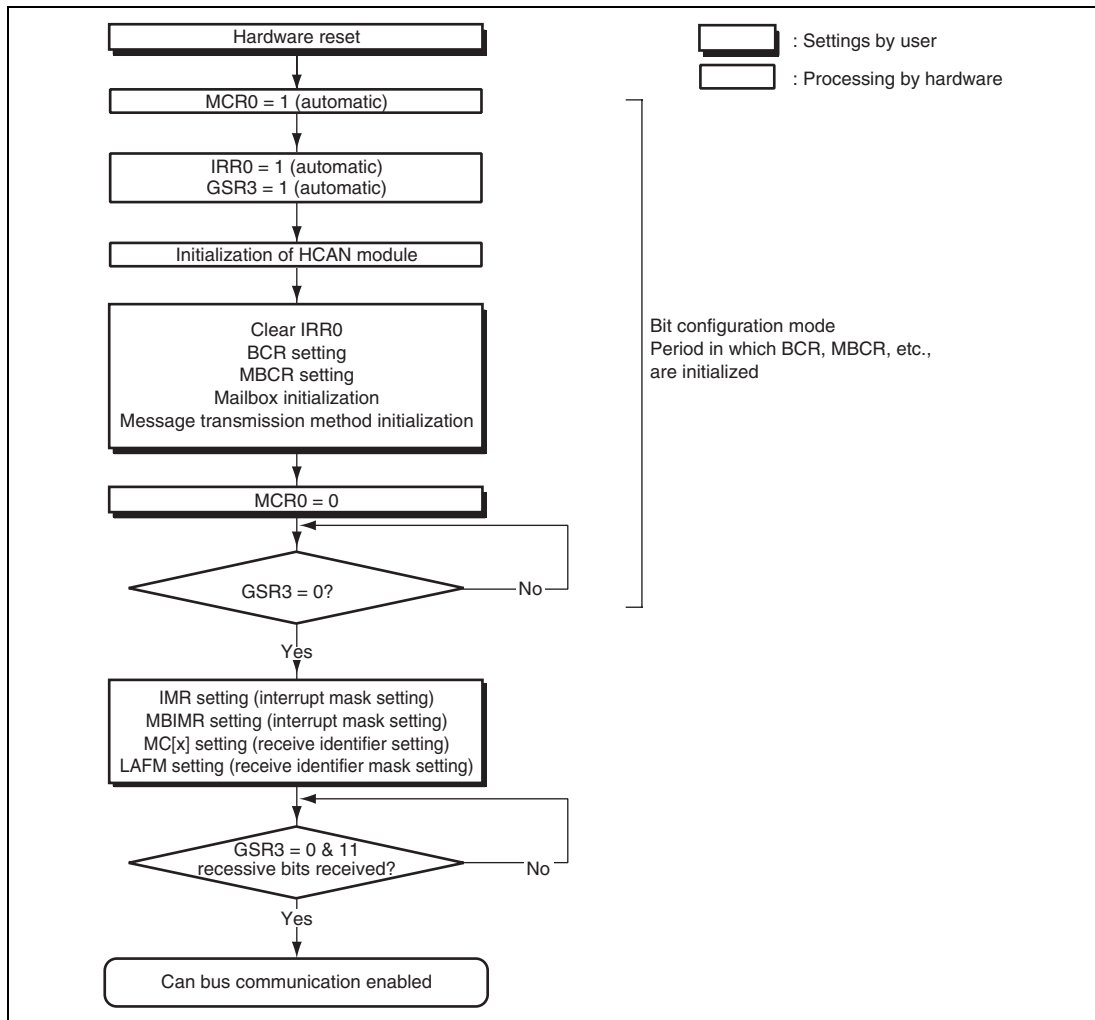 Hardware reset
: Settings by user
: Processing by hardware
MCR0 = 1 (automatic)
IRR0 = 1 (automatic)
GSR3 = 1 (automatic)
Initialization of HCAN module
Clear IRR0
BCR setting
MBCR setting
Mailbox initialization
Message transmission method initialization
Bit configuration mode
Period in which BCR, MBCR, etc.,
are initialized
MCR0 = 0
GSR3 = 0?
No
Yes
IMR setting (interrupt mask setting)
MBIMR setting (interrupt mask setting)
MC[x] setting (receive identifier setting)
LAFM setting (receive identifier mask setting)
GSR3 = 0 & 11
recessive bits received?
No
Yes
Can bus communication enabled